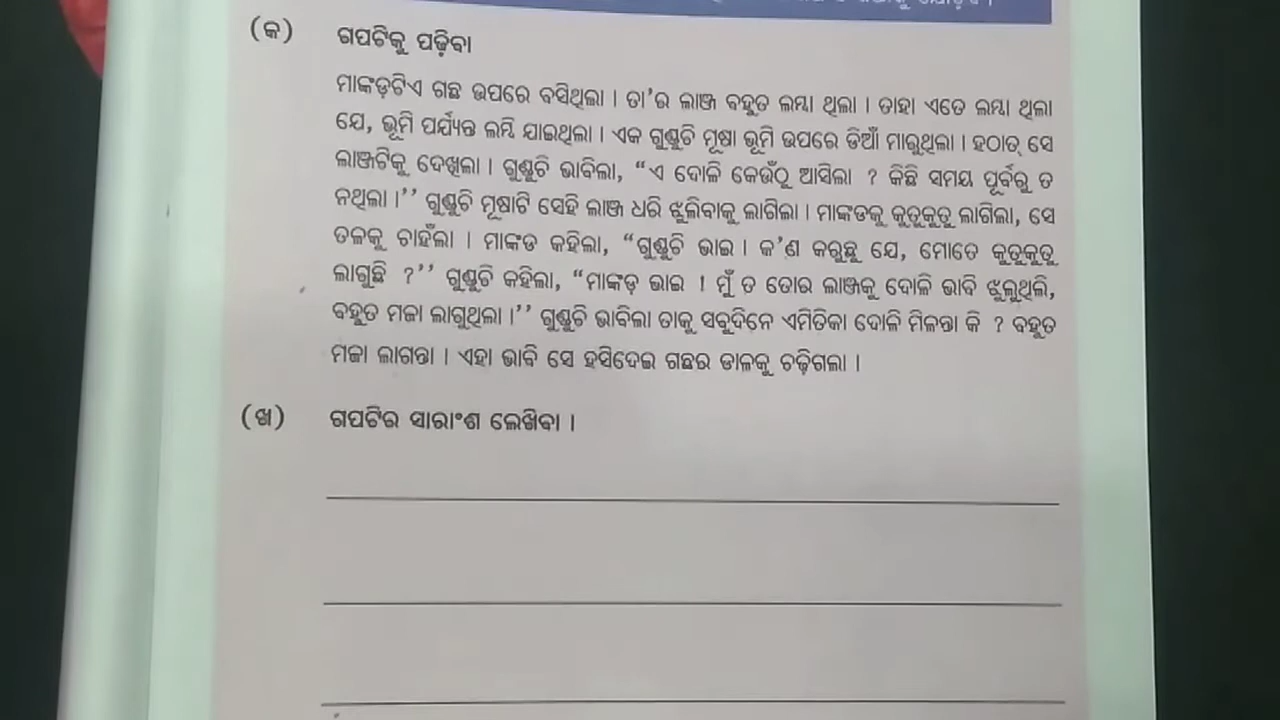 (କ) ଗପଟିକୁ ପଢ଼ିବା
ମାଙ୍କଡ଼ଟିଏ ଗଛ ଉପରେ ବସିଥିଲା । ତା’ର ଲାଞ୍ଜ ବହୁତ ଲମ୍ବା ଥିଲା । ତାହା ଏତେ ଲମ୍ବା ଥିଲା
ଯେ, ଭୂମି ପର୍ଯ୍ୟନ୍ତ ଲମ୍ବି ଯାଇଥିଲା । ଏକ ଗୁଣ୍ଡୁଚି ମୂଷା ଭୂମି ଉପରେ ଡିଆଁ ମାରୁଥିଲା । ହଠାତ୍ ସେ
ଲାଞ୍ଜଟିକୁ ଦେଖିଲା । ଗୁଣ୍ଡୁଚି ଭାବିଲା, “ଏ ଦୋଳି କେଉଁଠୁ ଆସିଲା ? କିଛି ସମୟ ପୂର୍ବରୁ ତ
ନଥିଲା ।’’ ଗୁଣ୍ଡୁଚି ମୂଷାଟି ସେହି ଲାଞ୍ଜ ଧରି ଝୁଲିବାକୁ ଲାଗିଲା । ମାଙ୍କଡକୁ କୁତୁକୁତୁ ଲାଗିଲା, ସେ
ତଳକୁ ଚାହିଁଲା । ମାଙ୍କଡ କହିଲା, “ଗୁଣ୍ଡୁଚି ଭାଇ । କ’ଣ କରୁଛୁ ଯେ, ମୋତେ କୁତୁକୁତୁ
ଲାଗୁଛି ?’’ ଗୁଣ୍ଡୁଚି କହିଲା, “ମାଙ୍କଡ଼ ଭାଇ ! ମୁଁ ତ ତୋର ଲାଞ୍ଜକୁ ଦୋଳି ଭାବି ଝୁଲୁଥିଲି,
ବହୁତ ମଜା ଲାଗୁଥିଲା ।’’ ଗୁଣ୍ଡୁଚି ଭାବିଲା ତାକୁ ସବୁଦିନେ ଏମିତିକା ଦୋଳି ମିଳନ୍ତା କି ? ବହୁତ
ମଜା ଲାଗନ୍ତା । ଏହା ଭାବି ସେ ହସିଦେଇ ଗଛର ଡାଳକୁ ଚଢ଼ିଗଲା ।
(ଖ) ଗପଟିର ସାରାଂଶ ଲେଖିବା ।